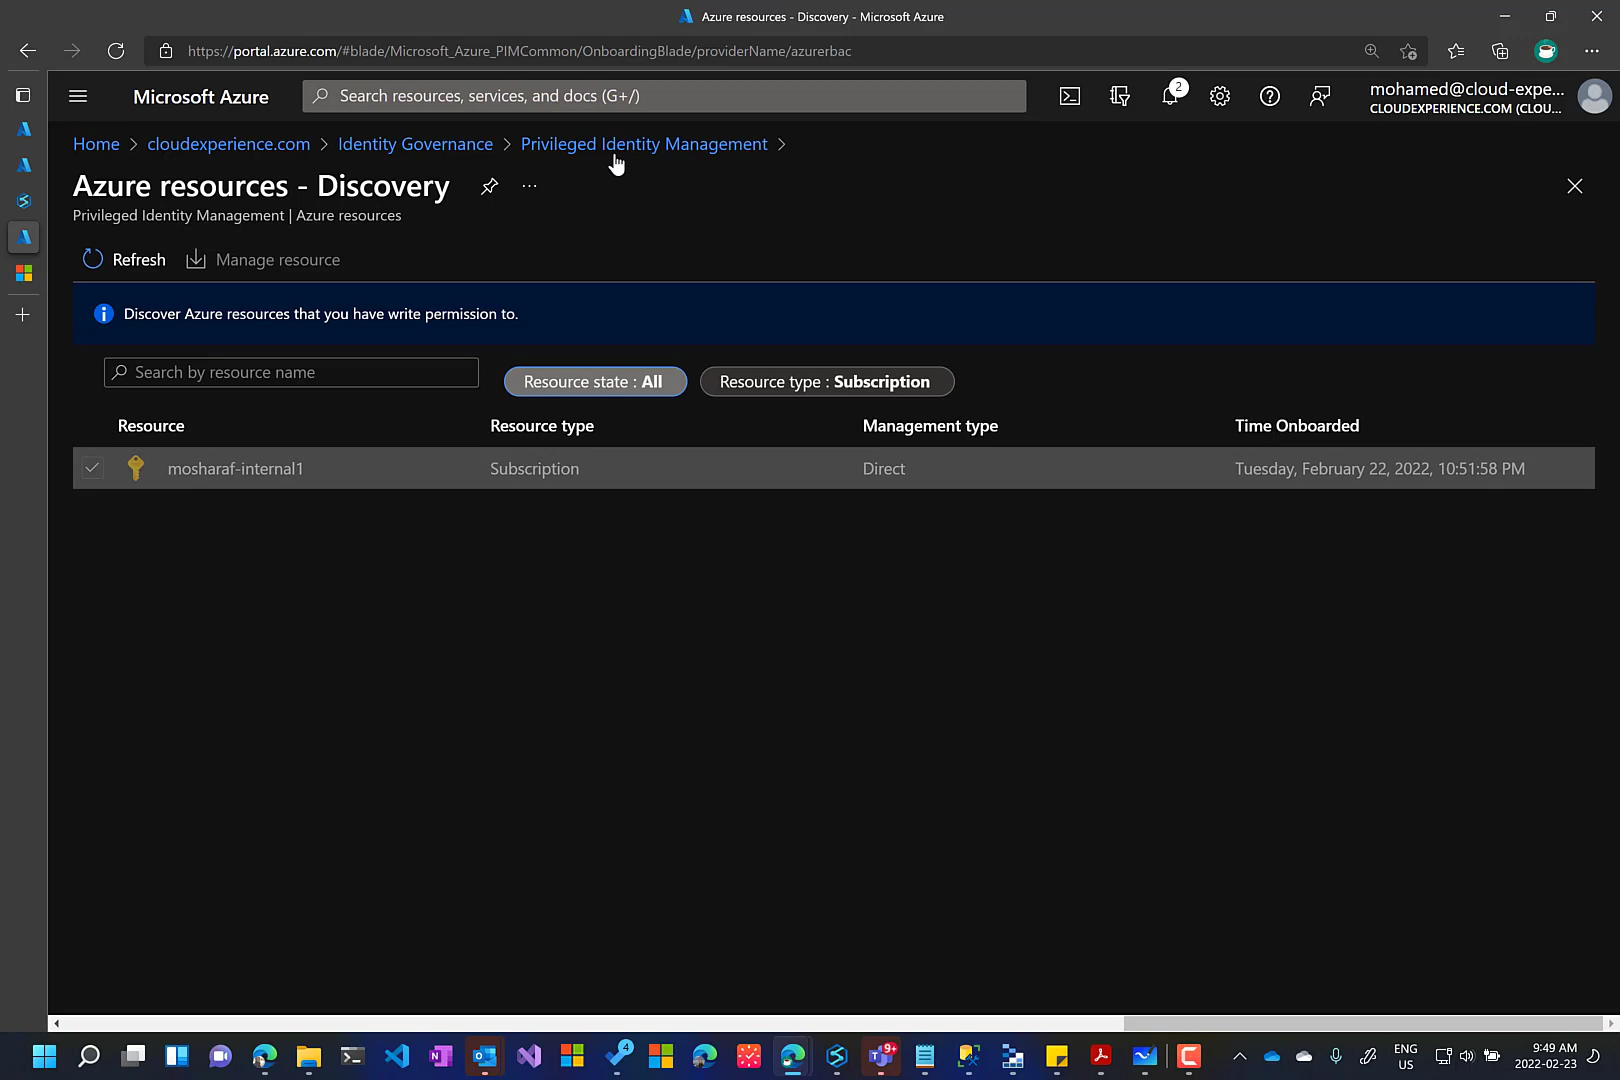 Azure resources - Discovery - Microsoft Azure
https://portal.azure.com/#blade/Microsoft_Azure_PIMCommon/OnboardingBlade/providerName/azurerbac
Microsoft Azure
Search resources, services, and docs (G+/)
2
mohamed@cloud-expe...
CLOUDEXPERIENCE.COM (CLOU...
Home > cloudexperience.com > Identity Governance > Privileged Identity Management >
Azure resources - Discovery
Privileged Identity Management | Azure resources
Refresh
Manage resource
Discover Azure resources that you have write permission to.
Search by resource name
Resource state : All
Resource type : Subscription
Resource
Resource type
Management type
Time Onboarded
mosharaf-internal1
Subscription
Direct
Tuesday, February 22, 2022, 10:51:58 PM
4
9+
ENG
US
9:49 AM
2022-02-23